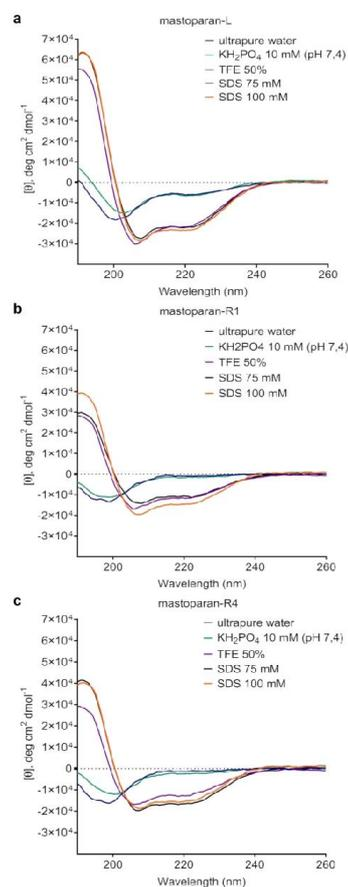 a
mastoparan-L
ultrapure water
KH₂PO₄ 10 mM (pH 7,4)
TFE 50%
SDS 75 mM
SDS 100 mM
[θ], deg cm² dmol⁻¹
7×10⁴
6×10⁴
5×10⁴
4×10⁴
3×10⁴
2×10⁴
1×10⁴
0
-1×10⁴
-2×10⁴
-3×10⁴
200
220
240
260
Wavelength (nm)
b
mastoparan-R1
ultrapure water
KH2PO4 10 mM (pH 7,4)
TFE 50%
SDS 75 mM
SDS 100 mM
[θ], deg cm² dmol⁻¹
7×10⁴
6×10⁴
5×10⁴
4×10⁴
3×10⁴
2×10⁴
1×10⁴
0
-1×10⁴
-2×10⁴
-3×10⁴
200
220
240
260
Wavelength (nm)
c
mastoparan-R4
ultrapure water
KH₂PO₄ 10 mM (pH 7,4)
TFE 50%
SDS 75 mM
SDS 100 mM
[θ], deg cm² dmol⁻¹
7×10⁴
6×10⁴
5×10⁴
4×10⁴
3×10⁴
2×10⁴
1×10⁴
0
-1×10⁴
-2×10⁴
-3×10⁴
200
220
240
260
Wavelength (nm)